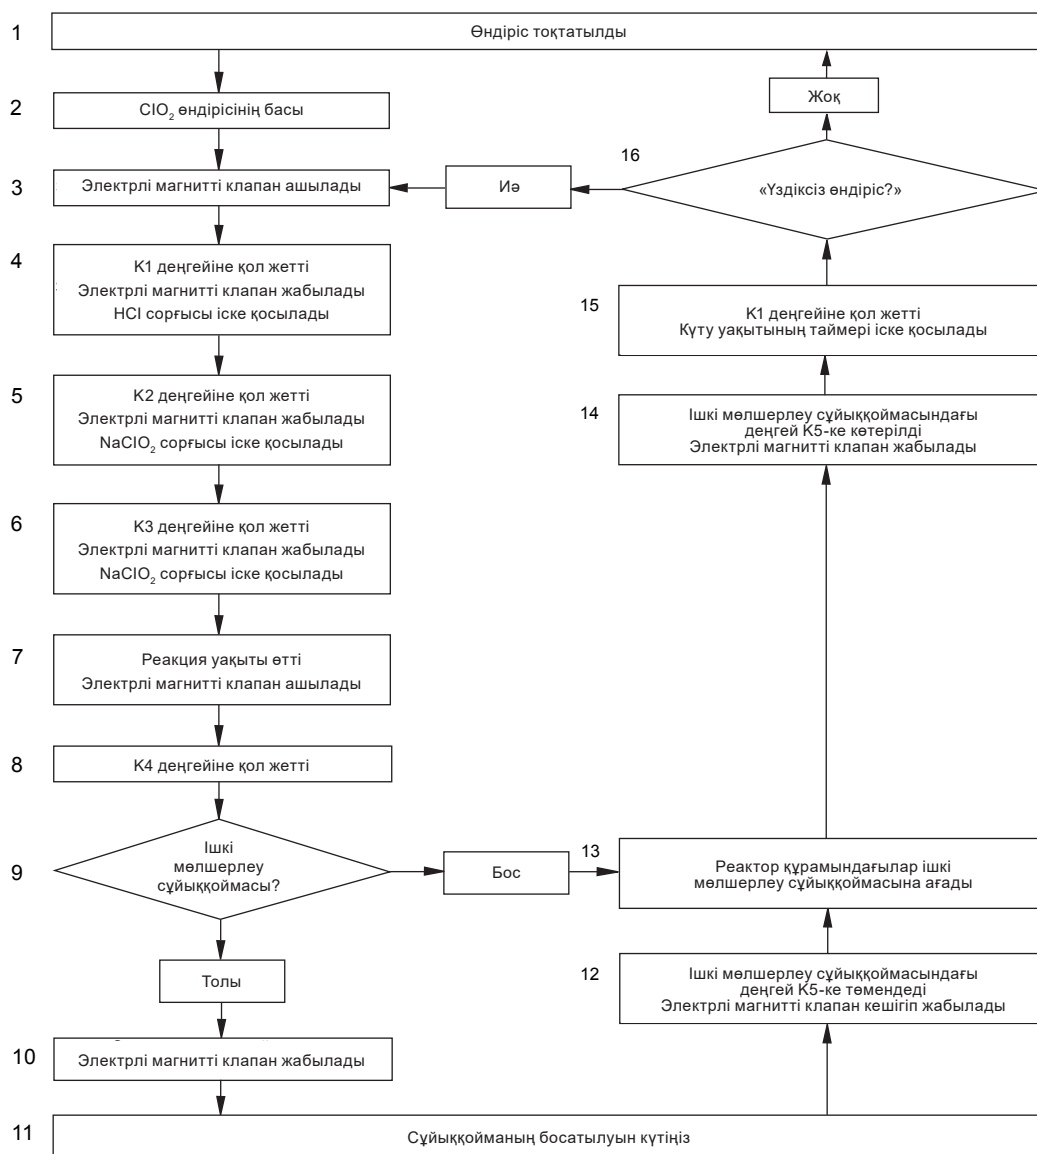 1
Өндіріс тоқтатылды
2
ClO₂ өндірісінің басы
3
Электрлі магнитті клапан ашылады
4
К1 деңгейіне қол жетті
Электрлі магнитті клапан жабылады
HCl сорғысы іске қосылады
5
К2 деңгейіне қол жетті
Электрлі магнитті клапан жабылады
NaClO₂ сорғысы іске қосылады
6
К3 деңгейіне қол жетті
Электрлі магнитті клапан жабылады
NaClO₂ сорғысы іске қосылады
7
Реакция уақыты өтті
Электрлі магнитті клапан ашылады
8
К4 деңгейіне қол жетті
9
Ішкі
мөлшерлеу
сұйыққоймасы?
Бос
Толы
10
Электрлі магнитті клапан жабылады
11
Сұйыққойманың босатылуын күтіңіз
12
Ішкі мөлшерлеу сұйыққоймасындағы
деңгей К5-ке төмендеді
Электрлі магнитті клапан кешігіп жабылады
13
Реактор құрамындағылар ішкі
мөлшерлеу сұйыққоймасына ағады
14
Ішкі мөлшерлеу сұйыққоймасындағы
деңгей К5-ке көтерілді
Электрлі магнитті клапан жабылады
15
К1 деңгейіне қол жетті
Күту уақытының таймері іске қосылады
16
«Үздіксіз өндіріс?»
Иә
Жоқ